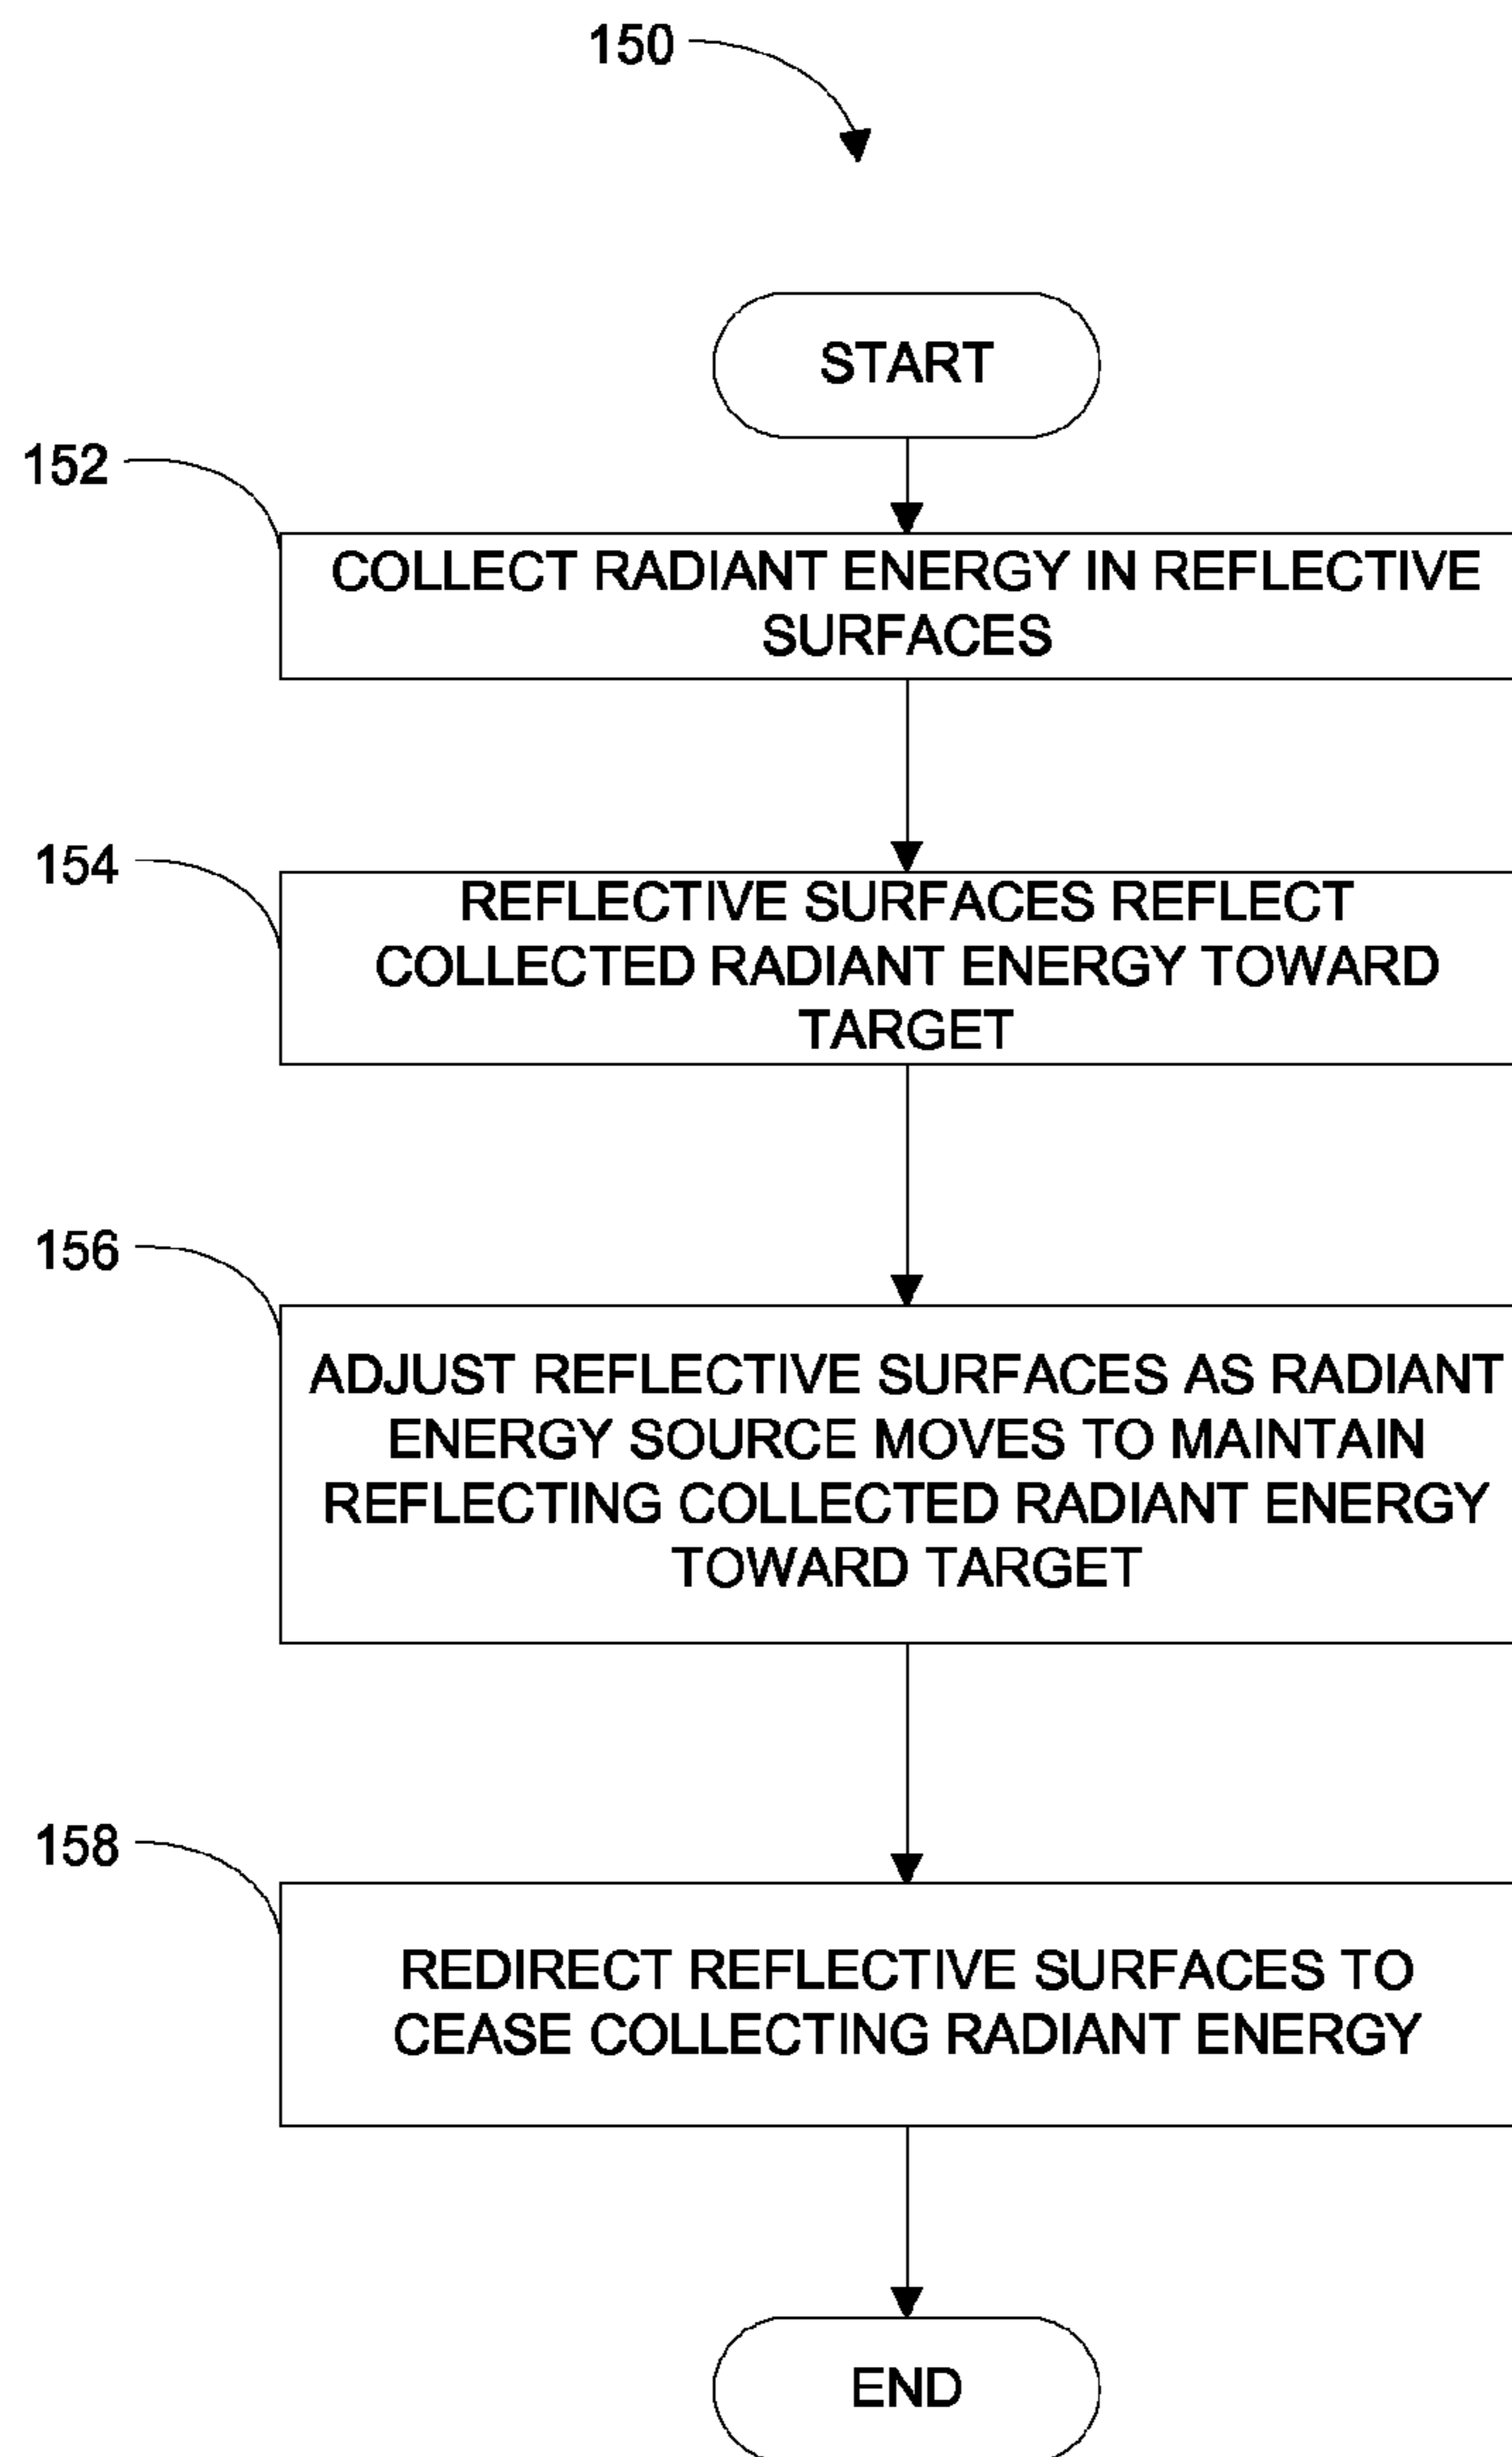 150
START
152
COLLECT RADIANT ENERGY IN REFLECTIVE
SURFACES
154
REFLECTIVE SURFACES REFLECT
COLLECTED RADIANT ENERGY TOWARD
TARGET
156
ADJUST REFLECTIVE SURFACES AS RADIANT
ENERGY SOURCE MOVES TO MAINTAIN
REFLECTING COLLECTED RADIANT ENERGY
TOWARD TARGET
158
REDIRECT REFLECTIVE SURFACES TO
CEASE COLLECTING RADIANT ENERGY
END